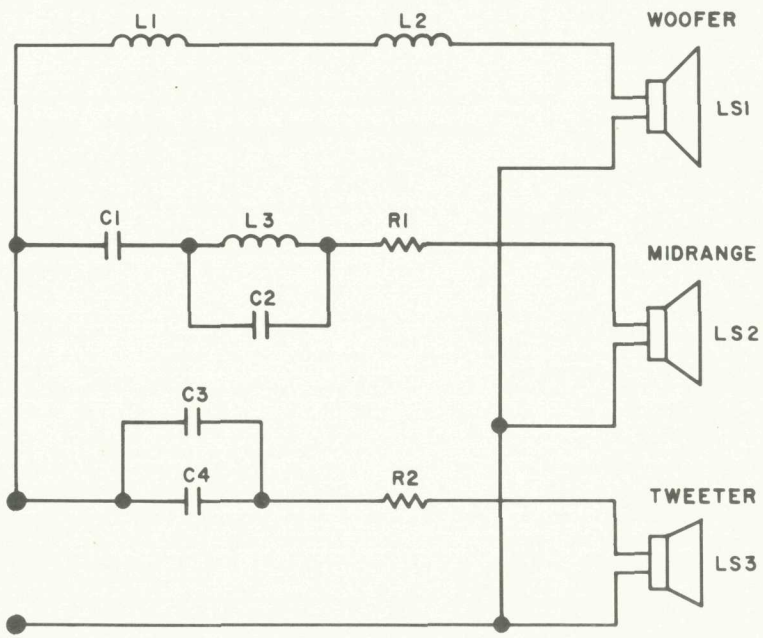 L1
L2
WOOFER
LS1
C1
L3
R1
MIDRANGE
C2
LS2
C3
C4
R2
TWEETER
LS3